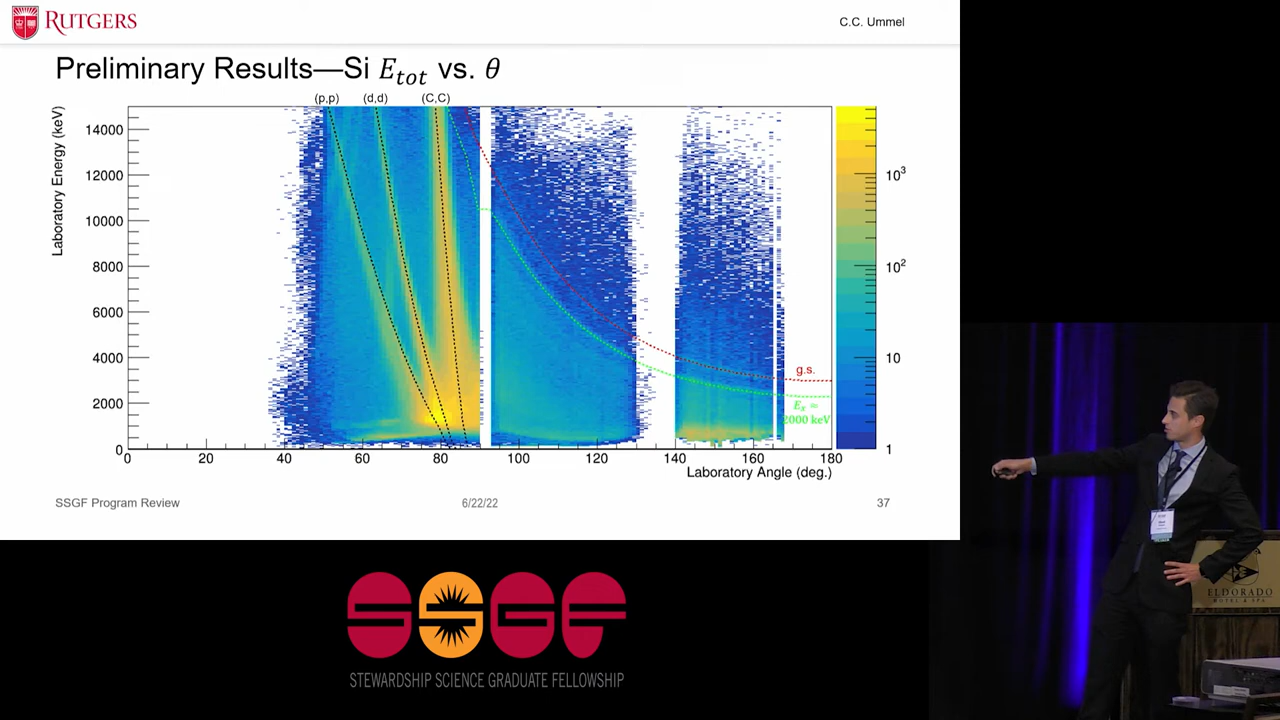 RUTGERS
C.C. Ummel
Preliminary Results—Si E_tot vs. θ
(p,p) (d,d) (C,C)
Laboratory Energy (keV)
14000
12000
10000
8000
6000
4000
2000
0
0 20 40 60 80 100 120 140 160 180
Laboratory Angle (deg.)
g.s.
E_x =
2000 keV
10³
10²
10
1
SSGF Program Review
6/22/22
37
SSGF
STEWARDSHIP SCIENCE GRADUATE FELLOWSHIP
ELDORADO
HOTEL & SPA